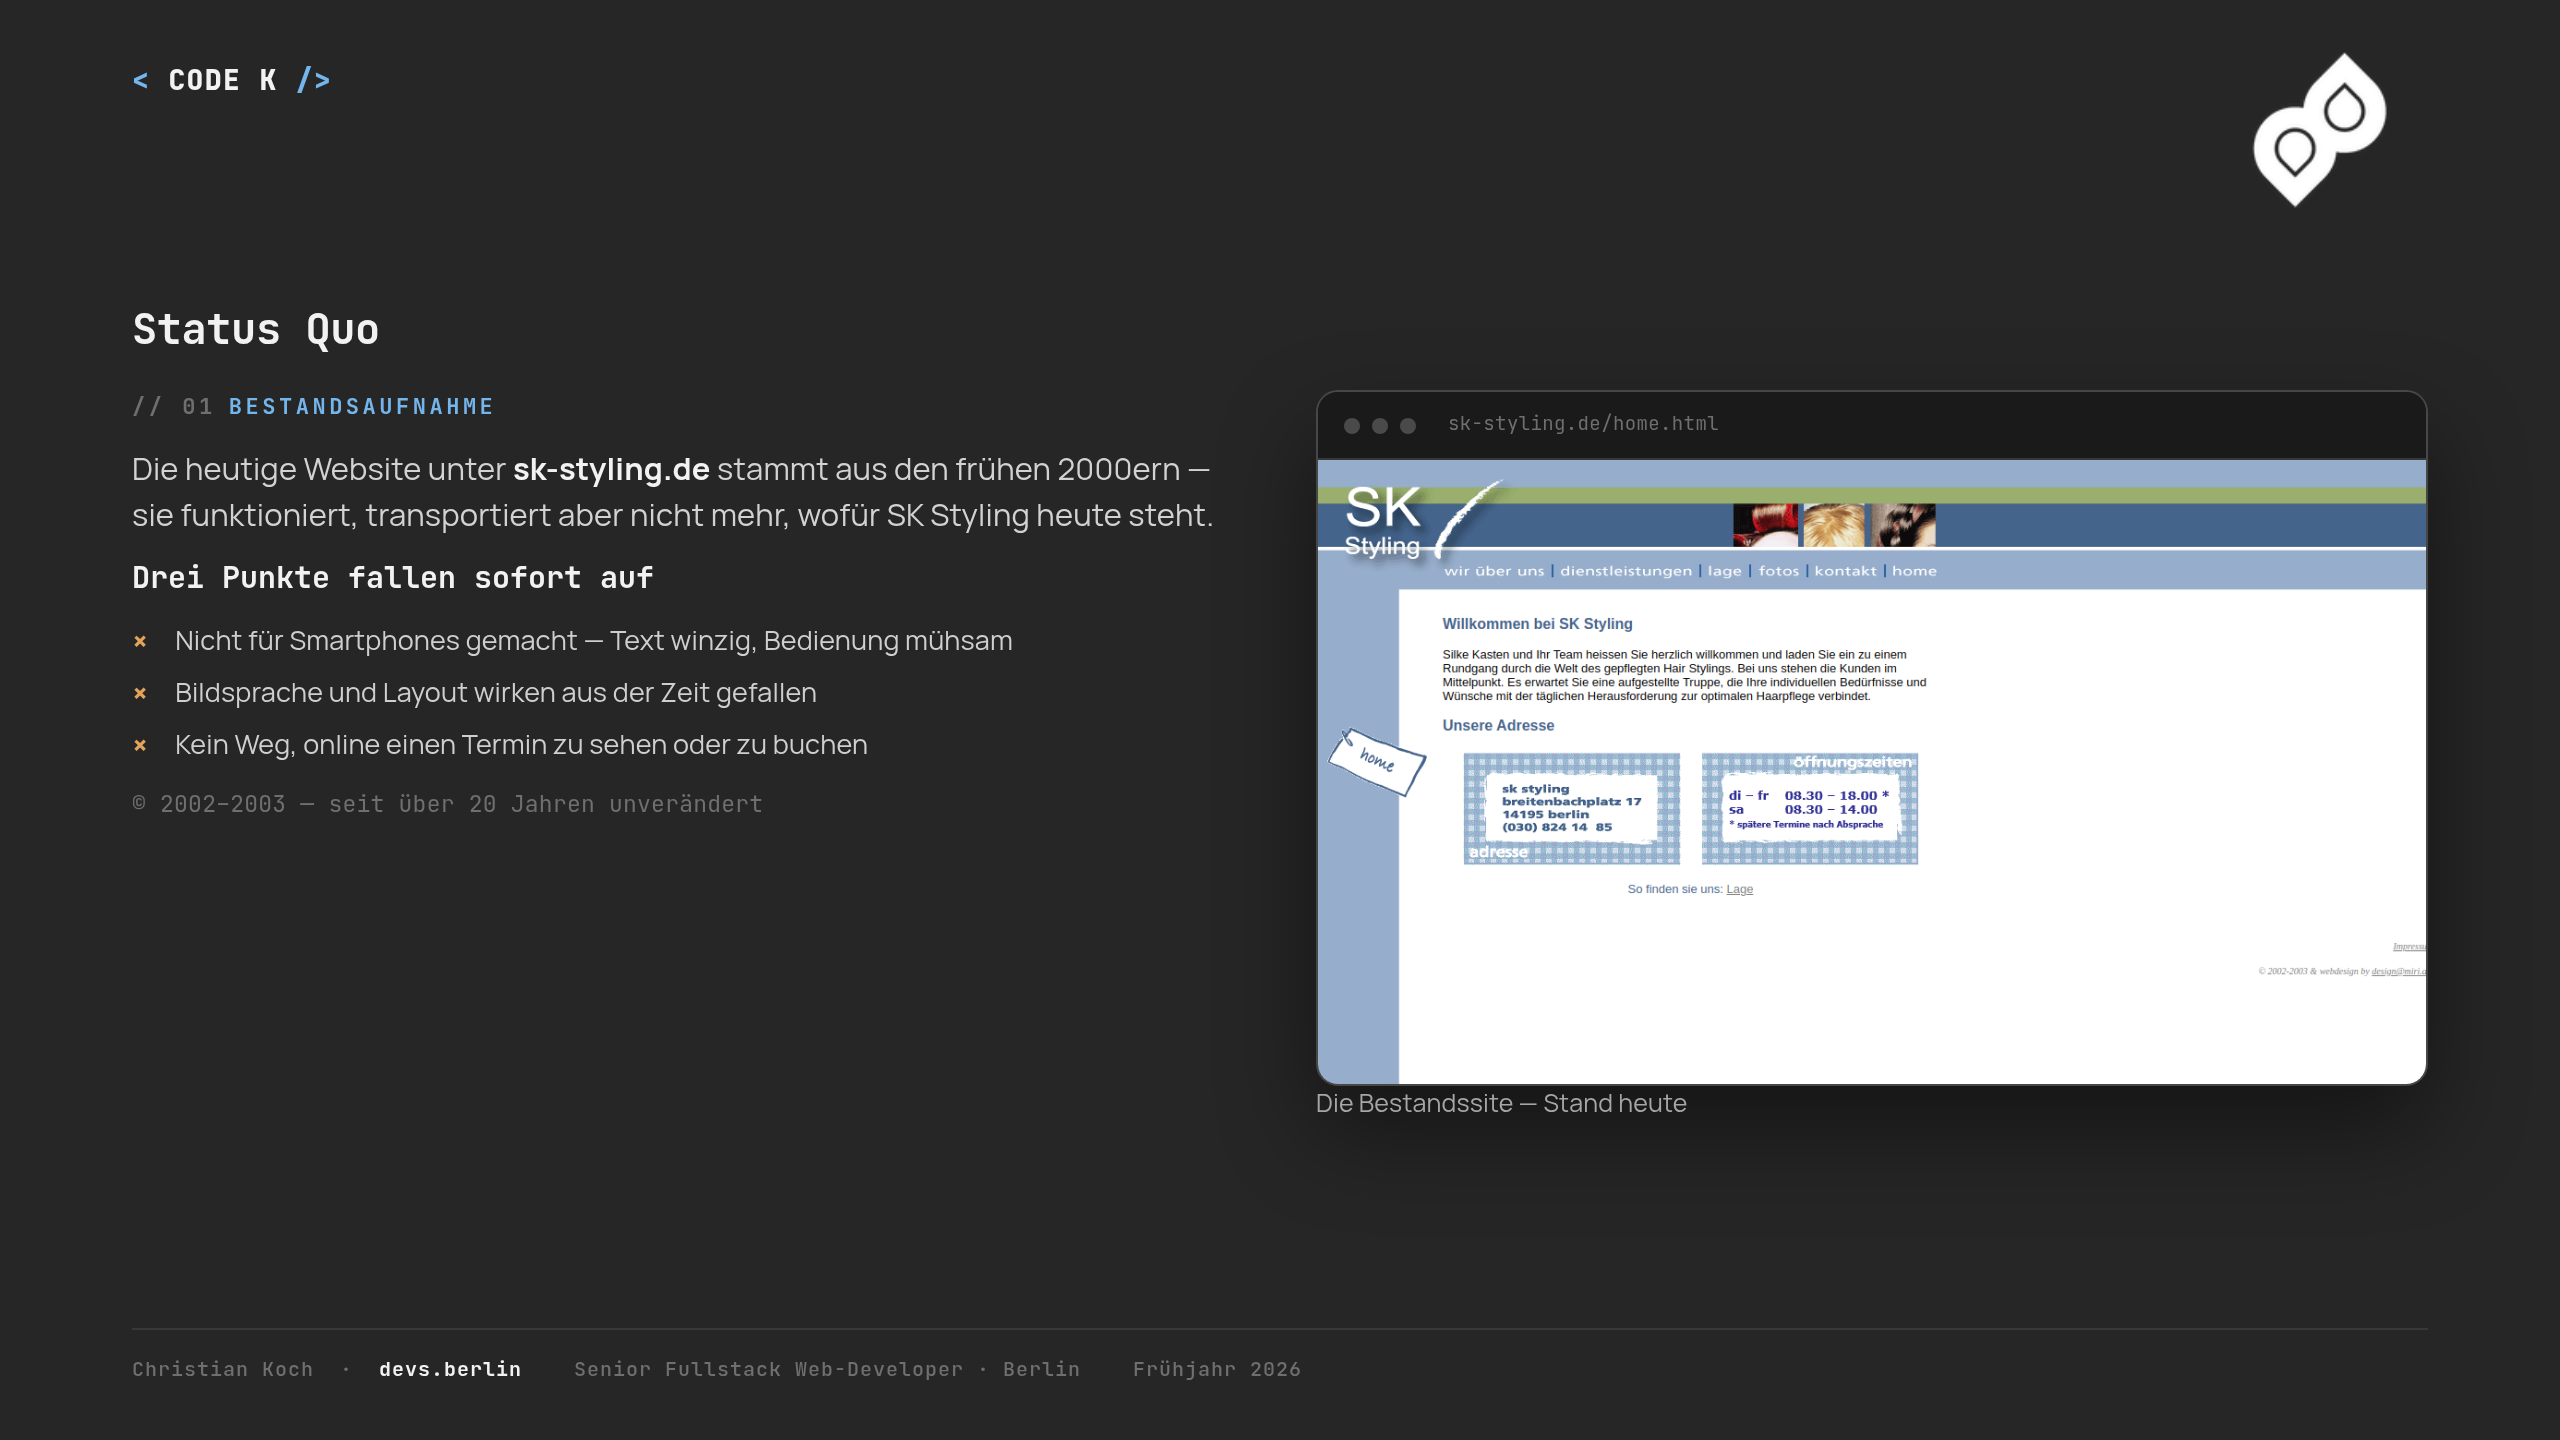 < CODE K />
Status Quo
// 01 BESTANDSAUFNAHME
Die heutige Website unter sk-styling.de stammt aus den frühen 2000ern —
sie funktioniert, transportiert aber nicht mehr, wofür SK Styling heute steht.
Drei Punkte fallen sofort auf
× Nicht für Smartphones gemacht — Text winzig, Bedienung mühsam
× Bildsprache und Layout wirken aus der Zeit gefallen
× Kein Weg, online einen Termin zu sehen oder zu buchen
© 2002–2003 — seit über 20 Jahren unverändert
sk-styling.de/home.html
SK
Styling
wir über uns | dienstleistungen | lage | fotos | kontakt | home
Willkommen bei SK Styling
Silke Kasten und Ihr Team heissen Sie herzlich willkommen und laden Sie ein zu einem
Rundgang durch die Welt des gepflegten Hair Stylings. Bei uns stehen die Kunden im
Mittelpunkt. Es erwartet Sie eine aufgestellte Truppe, die Ihre individuellen Bedürfnisse und
Wünsche mit der täglichen Herausforderung zur optimalen Haarpflege verbindet.
Unsere Adresse
home
sk styling
breitenbachplatz 17
14195 berlin
(030) 824 14 85
adresse
öffnungszeiten
di – fr 08.30 – 18.00 *
sa 08.30 – 14.00
* spätere Termine nach Absprache
So finden sie uns: Lage
Impressu
© 2002-2003 & webdesign by design@miri.d
Die Bestandssite — Stand heute
Christian Koch · devs.berlin Senior Fullstack Web-Developer · Berlin Frühjahr 2026